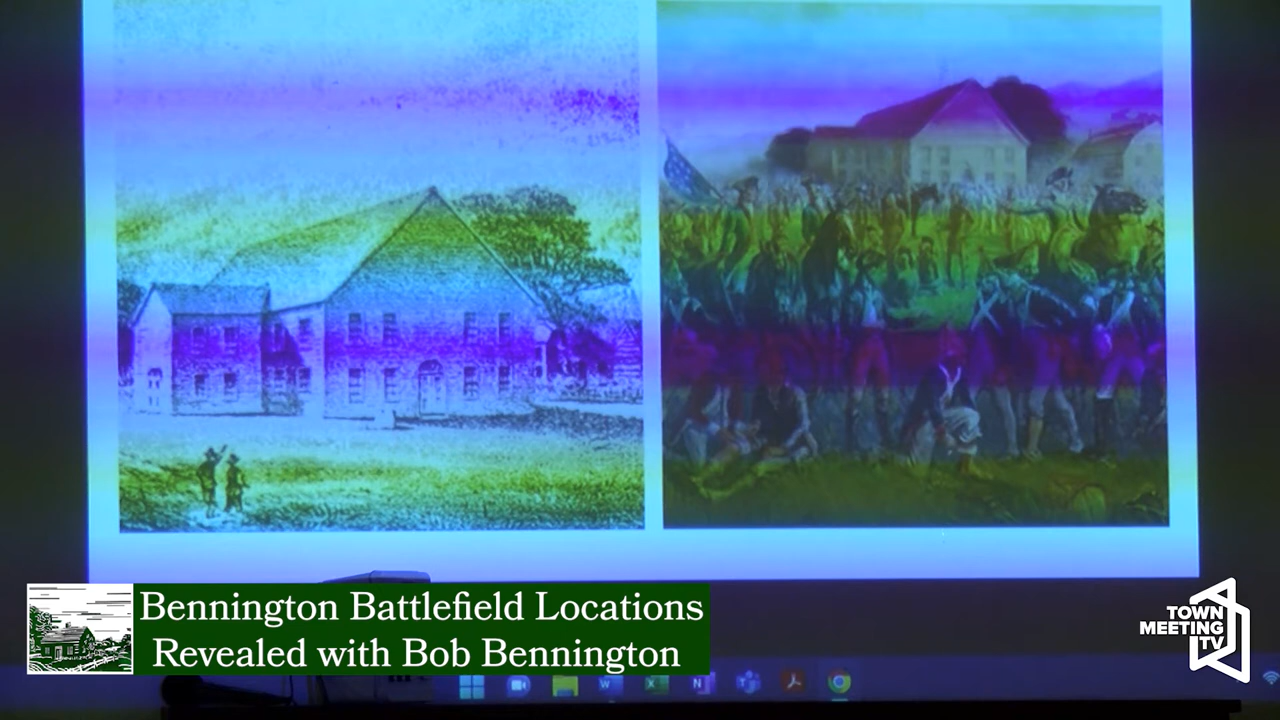 Bennington Battlefield Locations
Revealed with Bob Bennington
TOWN
MEETING
TV